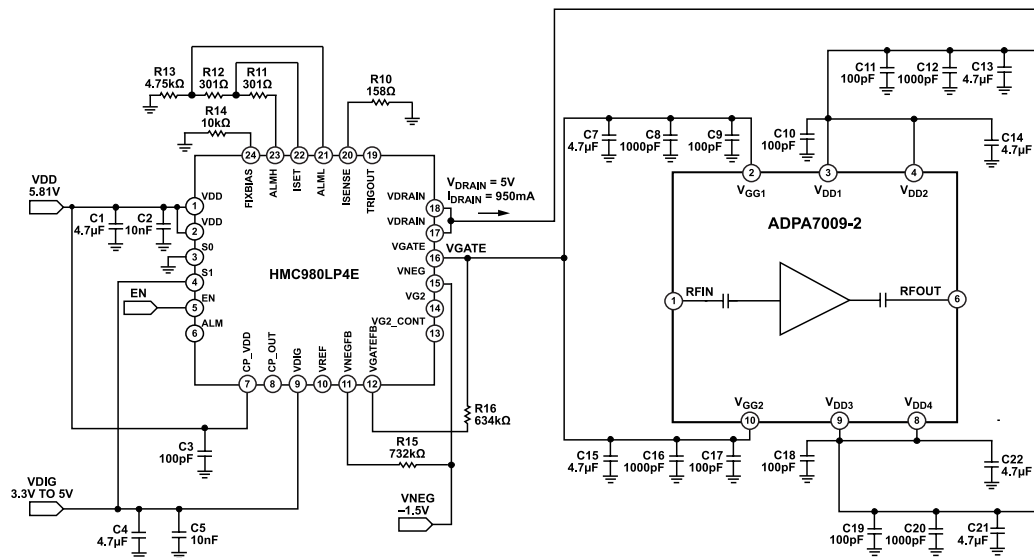 R13
4.75kΩ
R12
301Ω
R11
301Ω
R10
158Ω
R14
10kΩ
24
23
22
21
20
19
FIXBIAS
ALMH
ISET
ALML
ISENSE
TRIGOUT
VDD
5.81V
C1
4.7µF
C2
10nF
1
VDD
2
VDD
3
S0
4
S1
EN
5
EN
6
ALM
HMC980LP4E
VDRAIN
18
VDRAIN
17
VGATE
16
VNEG
15
VG2
14
VG2_CONT
13
VDRAIN = 5V
IDRAIN = 950mA
VGATE
CP_VDD
CP_OUT
VDIG
VREF
VNEGFB
VGATEFB
7
8
9
10
11
12
R16
634kΩ
R15
732kΩ
C3
100pF
VDIG
3.3V TO 5V
C4
4.7µF
C5
10nF
VNEG
–1.5V
C11
100pF
C12
1000pF
C13
4.7µF
C7
4.7µF
C8
1000pF
C9
100pF
C10
100pF
C14
4.7µF
2
3
4
VGG1
VDD1
VDD2
ADPA7009-2
1
RFIN
RFOUT
6
VGG2
VDD3
VDD4
10
9
8
C15
4.7µF
C16
1000pF
C17
100pF
C18
100pF
C22
4.7µF
C19
100pF
C20
1000pF
C21
4.7µF